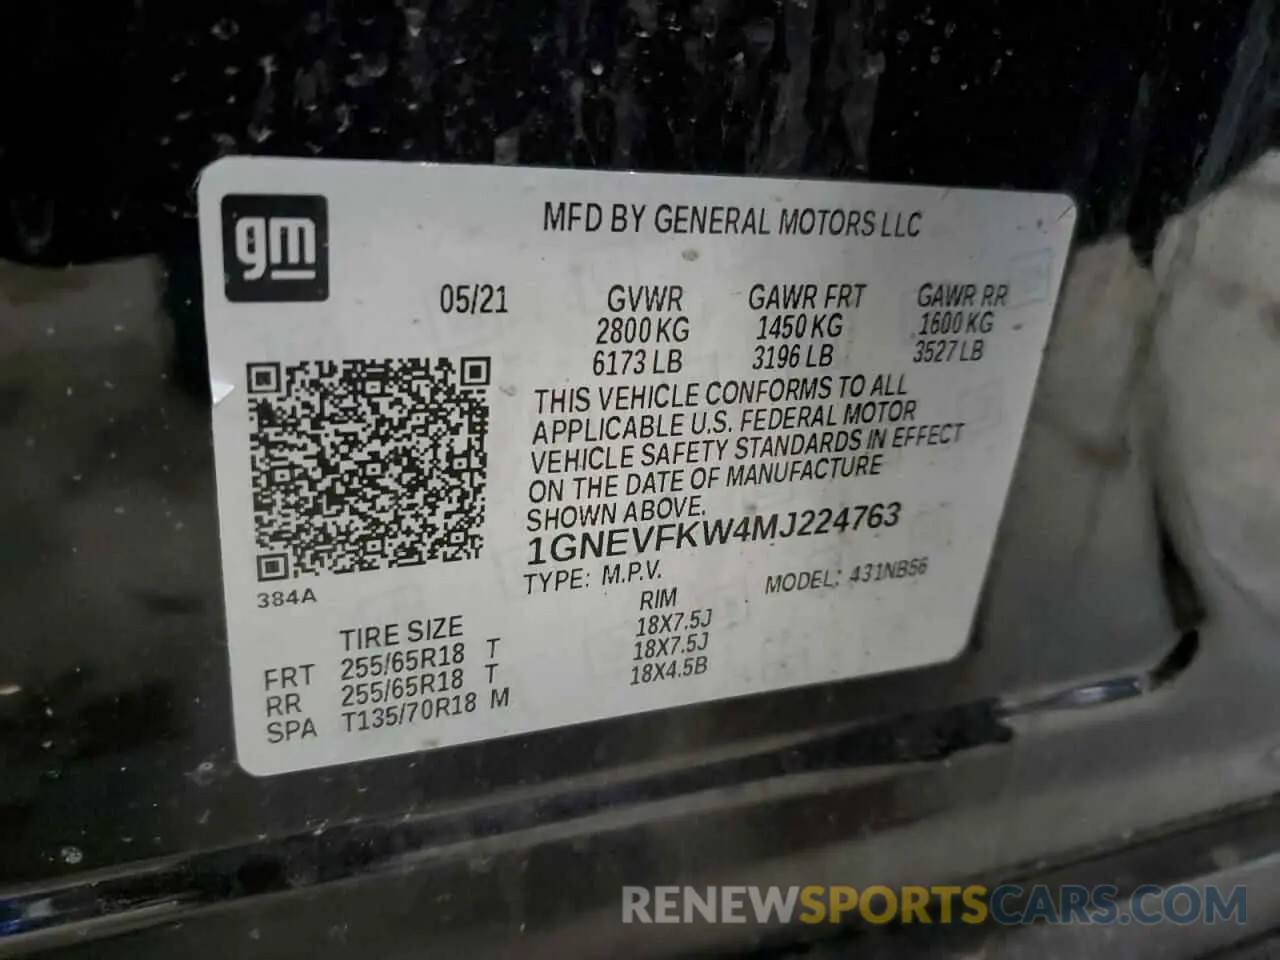 gm
MFD BY GENERAL MOTORS LLC
05/21 GVWR GAWR FRT GAWR RR
2800 KG 1450 KG 1600 KG
6173 LB 3196 LB 3527 LB
THIS VEHICLE CONFORMS TO ALL
APPLICABLE U.S. FEDERAL MOTOR
VEHICLE SAFETY STANDARDS IN EFFECT
ON THE DATE OF MANUFACTURE
SHOWN ABOVE.
1GNEVFKW4MJ224763
TYPE: M.P.V. MODEL: 431NB56
384A
TIRE SIZE RIM
FRT 255/65R18 T 18X7.5J
RR 255/65R18 T 18X7.5J
SPA T135/70R18 M 18X4.5B
RENEWSPORTSCARS.COM